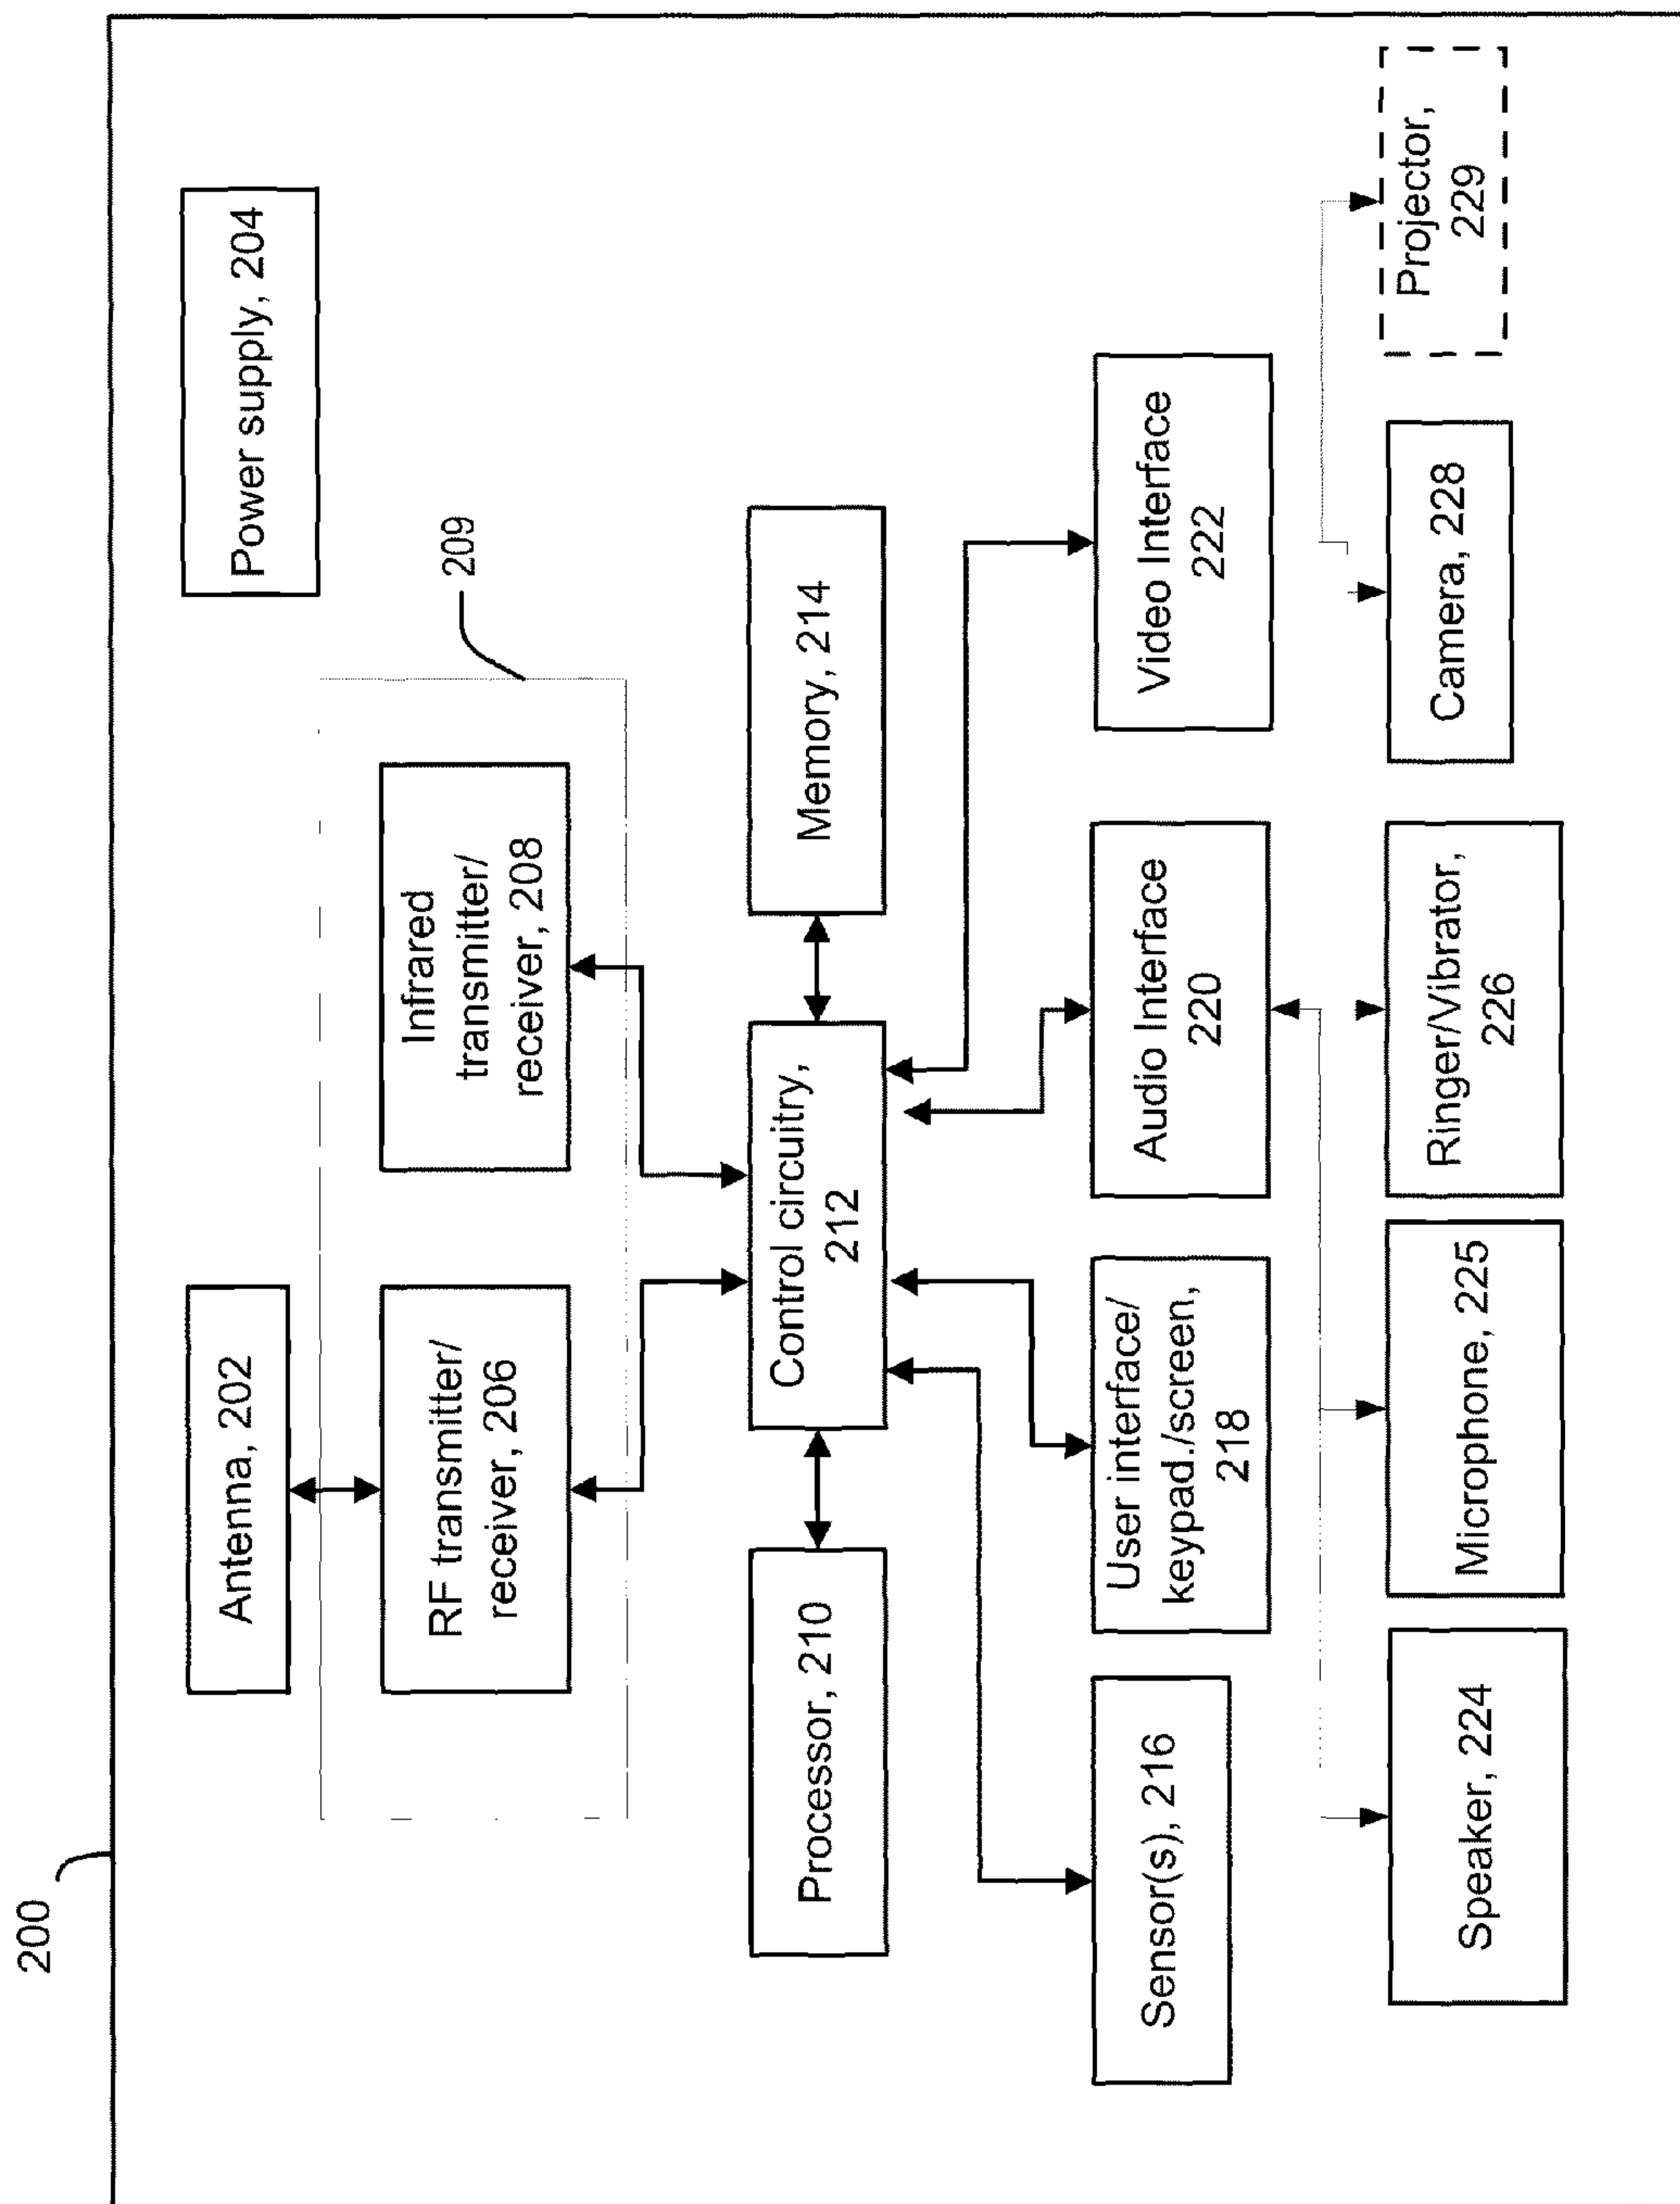 200
Antenna, 202
Power supply, 204
209
RF transmitter/
receiver, 206
Infrared
transmitter/
receiver, 208
Processor, 210
Control circuitry,
212
Memory, 214
Sensor(s), 216
User interface/
keypad./screen,
218
Audio Interface
220
Video Interface
222
Speaker, 224
Microphone, 225
Ringer/Vibrator,
226
Camera, 228
Projector,
229